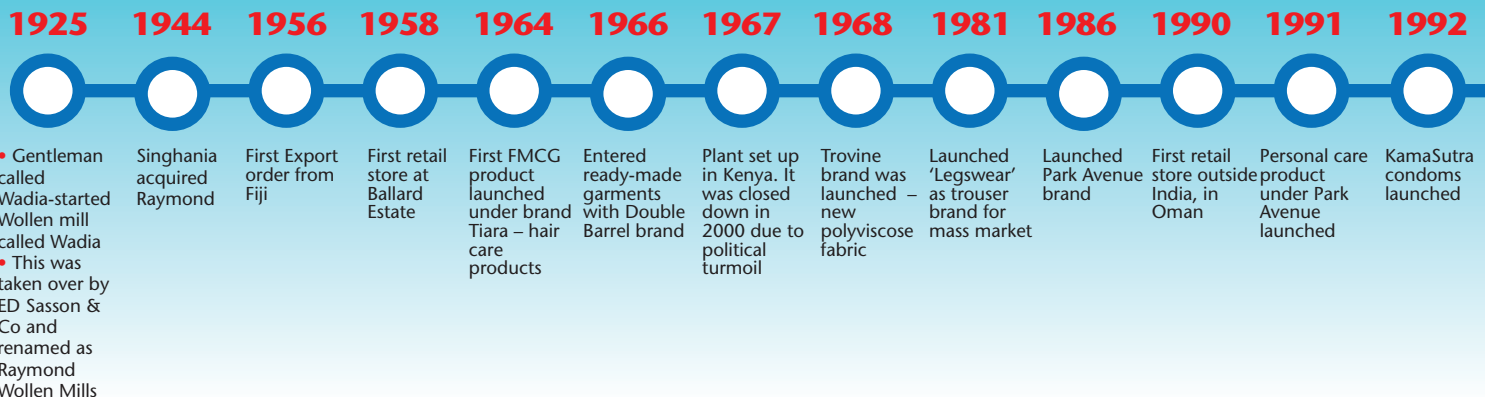 1925 1944 1956 1958 1964 1966 1967 1968 1981 1986 1990 1991 1992
• Gentleman
called
Wadia-started
Wollen mill
called Wadia
• This was
taken over by
ED Sasson &
Co and
renamed as
Raymond
Wollen Mills
Singhania
acquired
Raymond
First Export
order from
Fiji
First retail
store at
Ballard
Estate
First FMCG
product
launched
under brand
Tiara – hair
care
products
Entered
ready-made
garments
with Double
Barrel brand
Plant set up
in Kenya. It
was closed
down in
2000 due to
political
turmoil
Trovine
brand was
launched –
new
polyviscose
fabric
Launched
‘Legswear’
as trouser
brand for
mass market
Launched
Park Avenue
brand
First retail
store outside
India, in
Oman
Personal care
product
under Park
Avenue
launched
KamaSutra
condoms
launched